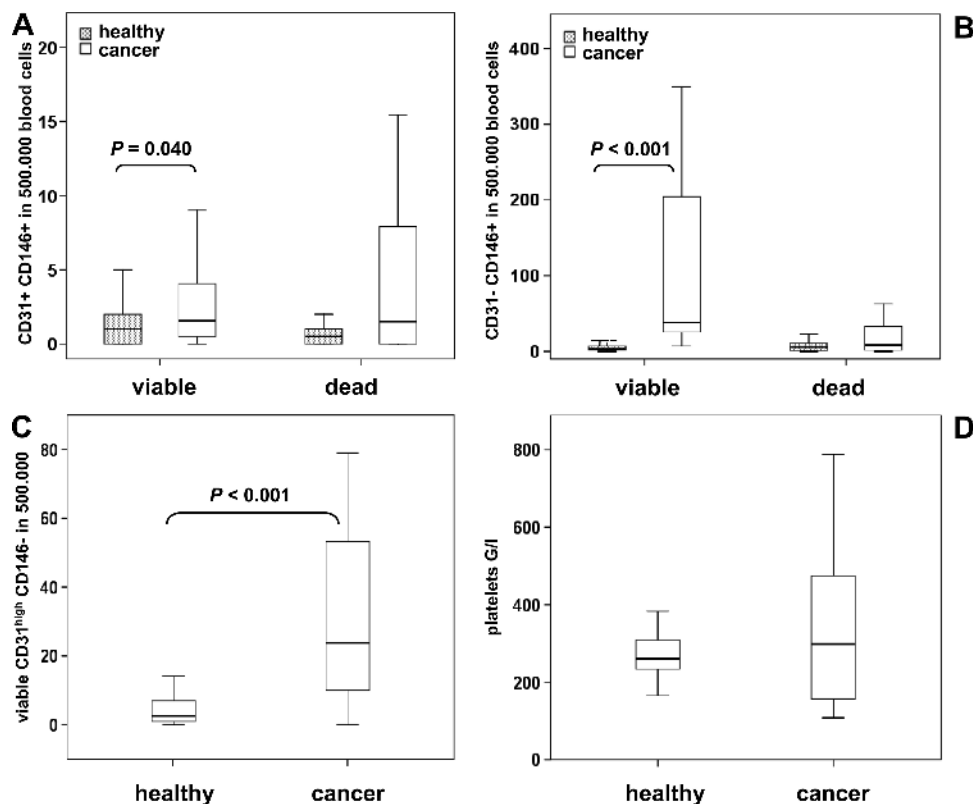 A
healthy
cancer
CD31+ CD146+ in 500.000 blood cells
20
15
10
5
0
P = 0.040
viable
dead
B
healthy
cancer
CD31- CD146+ in 500.000 blood cells
400
300
200
100
0
P < 0.001
viable
dead
C
viable CD31high CD146- in 500.000
80
60
40
20
0
P < 0.001
healthy
cancer
D
platelets G/l
800
600
400
200
0
healthy
cancer